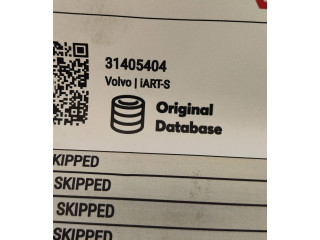 31405404
Volvo | iART-S
Original
Database
SKIPPED
SKIPPED
SKIPPED
SKIPPED